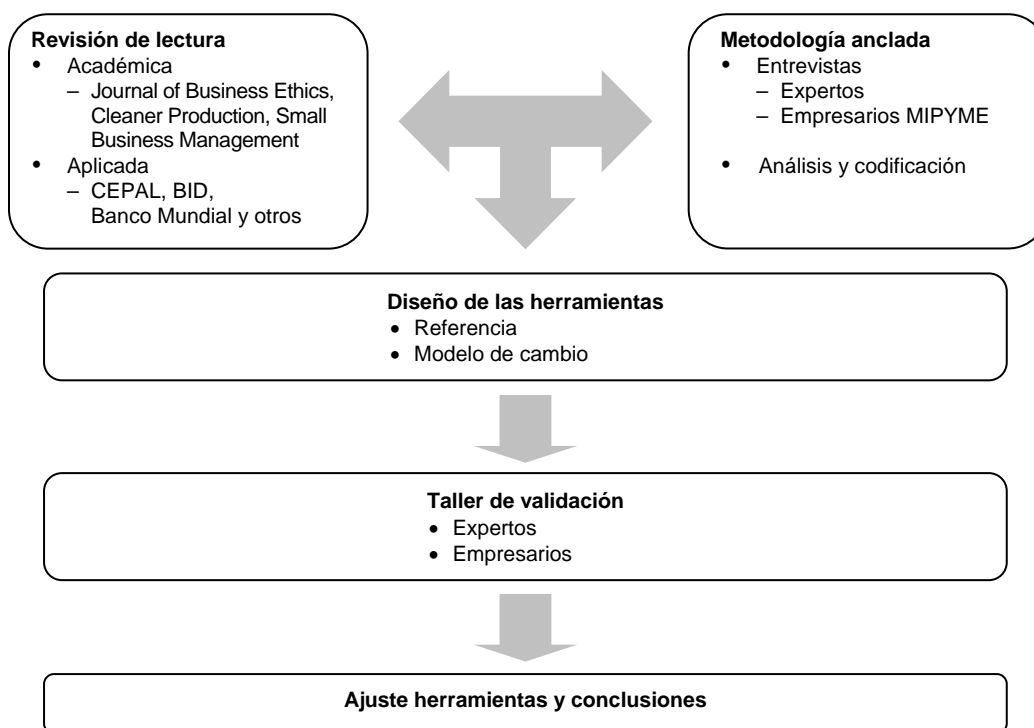 Revisión de lectura
• Académica
– Journal of Business Ethics,
Cleaner Production, Small
Business Management
• Aplicada
– CEPAL, BID,
Banco Mundial y otros
Metodología anclada
• Entrevistas
– Expertos
– Empresarios MIPYME
• Análisis y codificación
Diseño de las herramientas
• Referencia
• Modelo de cambio
Taller de validación
• Expertos
• Empresarios
Ajuste herramientas y conclusiones